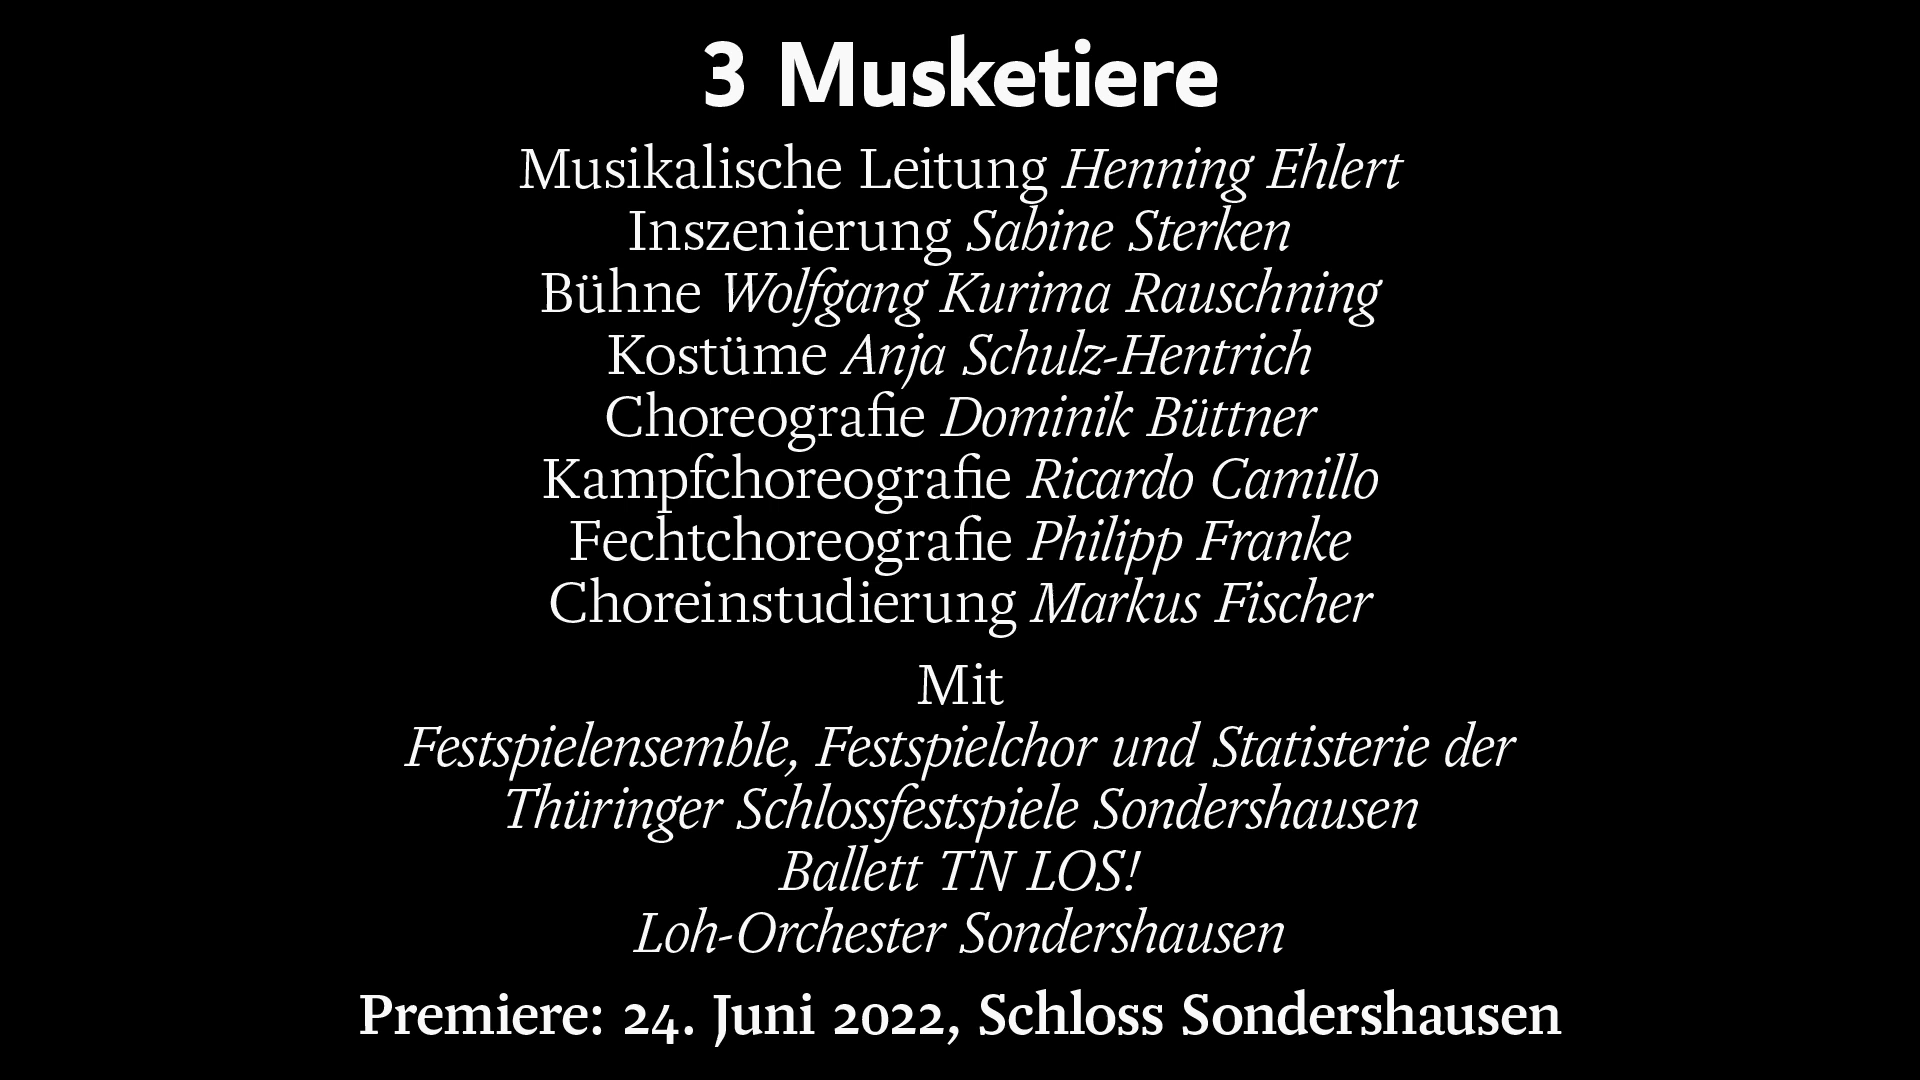 3 Musketiere
Musikalische Leitung Henning Ehlert
Inszenierung Sabine Sterken
Bühne Wolfgang Kurima Rauschning
Kostüme Anja Schulz-Hentrich
Choreografie Dominik Büttner
Kampfchoreografie Ricardo Camillo
Fechtchoreografie Philipp Franke
Choreinstudierung Markus Fischer
Mit
Festspielensemble, Festspielchor und Statisterie der
Thüringer Schlossfestspiele Sondershausen
Ballett TN LOS!
Loh-Orchester Sondershausen
Premiere: 24. Juni 2022, Schloss Sondershausen